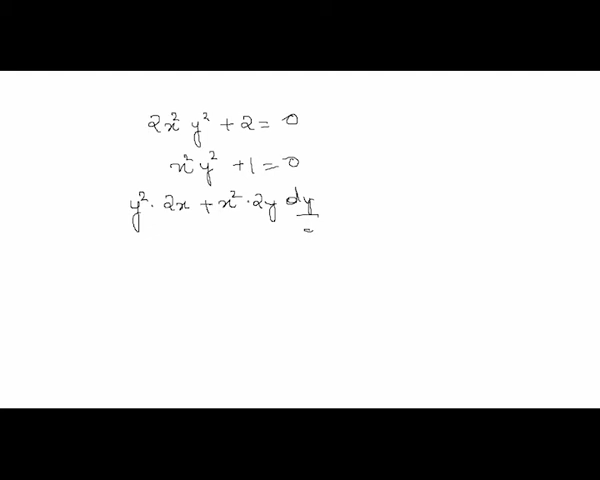 2x² y² + 2 = 0
x² y² + 1 = 0
y² · 2x + x² · 2y dy/